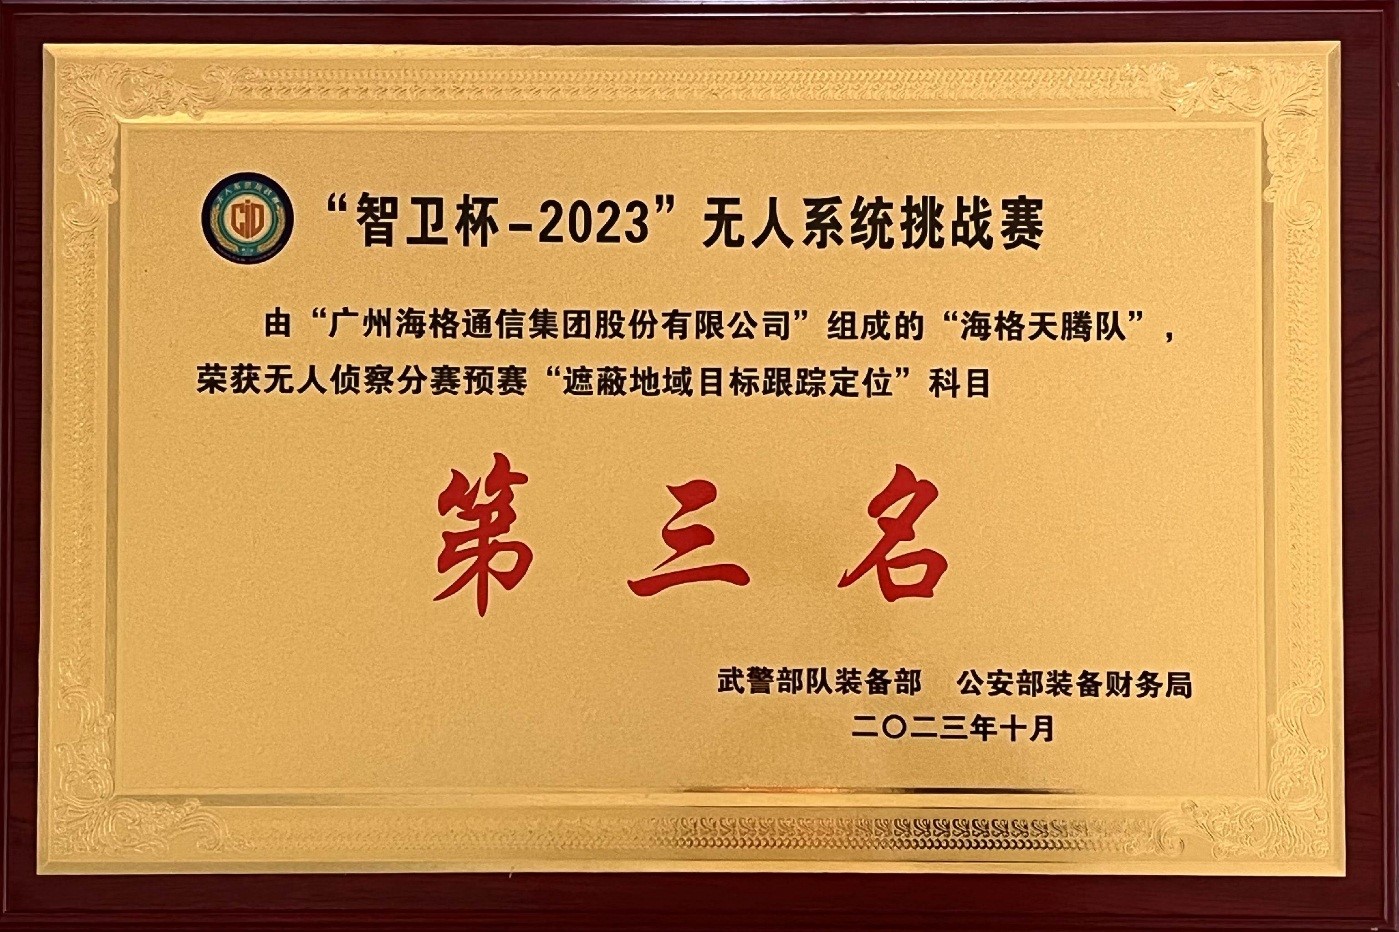 “智卫杯-2023”无人系统挑战赛
由“广州海格通信集团股份有限公司”组成的“海格天腾队”，
荣获无人侦察分赛预赛“遮蔽地域目标跟踪定位”科目
第三名
武警部队装备部 公安部装备财务局
二〇二三年十月